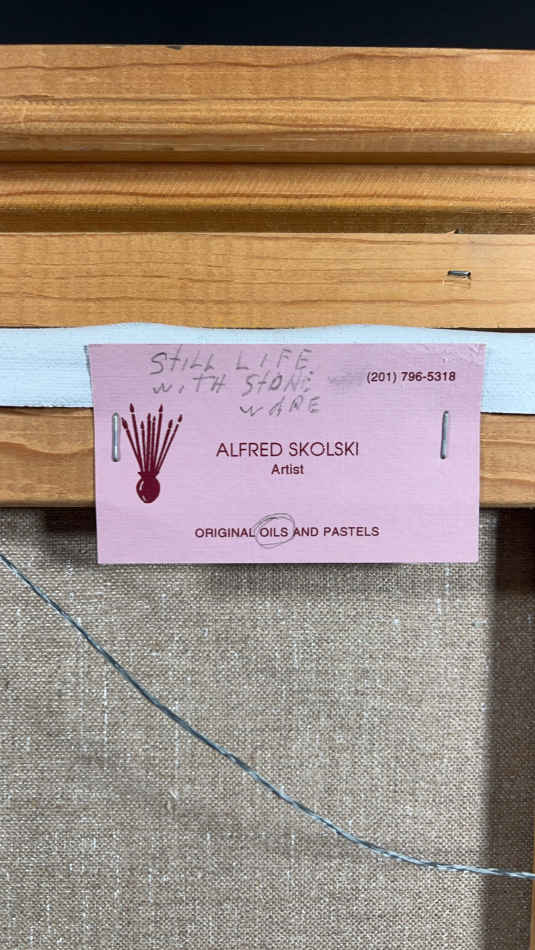 STILL LIFE
WITH STONE
WARE
(201) 796-5318
ALFRED SKOLSKI
Artist
ORIGINAL OILS AND PASTELS